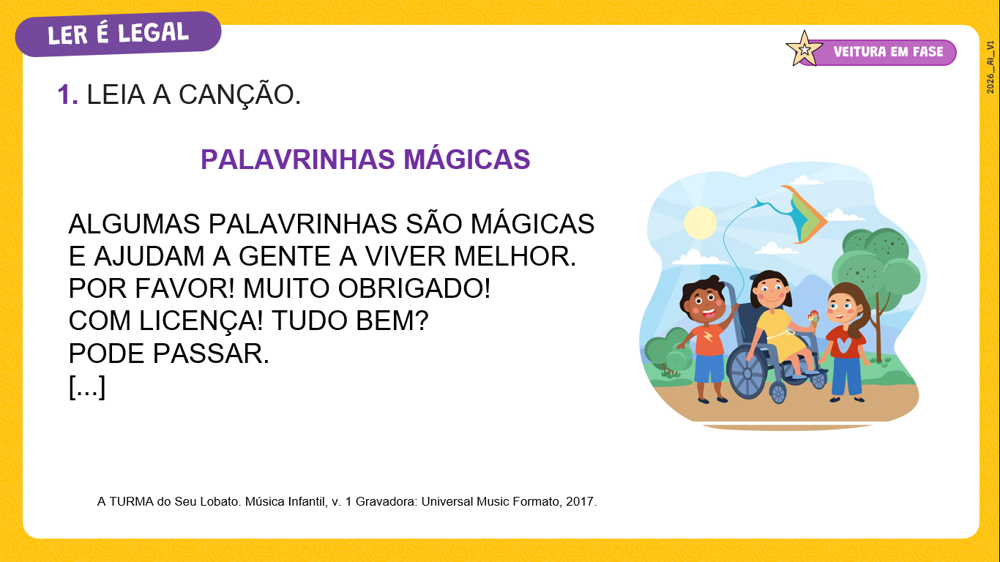 LER É LEGAL
VEITURA EM FASE
2026_AI_V1
1. LEIA A CANÇÃO.
PALAVRINHAS MÁGICAS
ALGUMAS PALAVRINHAS SÃO MÁGICAS
E AJUDAM A GENTE A VIVER MELHOR.
POR FAVOR! MUITO OBRIGADO!
COM LICENÇA! TUDO BEM?
PODE PASSAR.
[...]
A TURMA do Seu Lobato. Música Infantil, v. 1 Gravadora: Universal Music Formato, 2017.